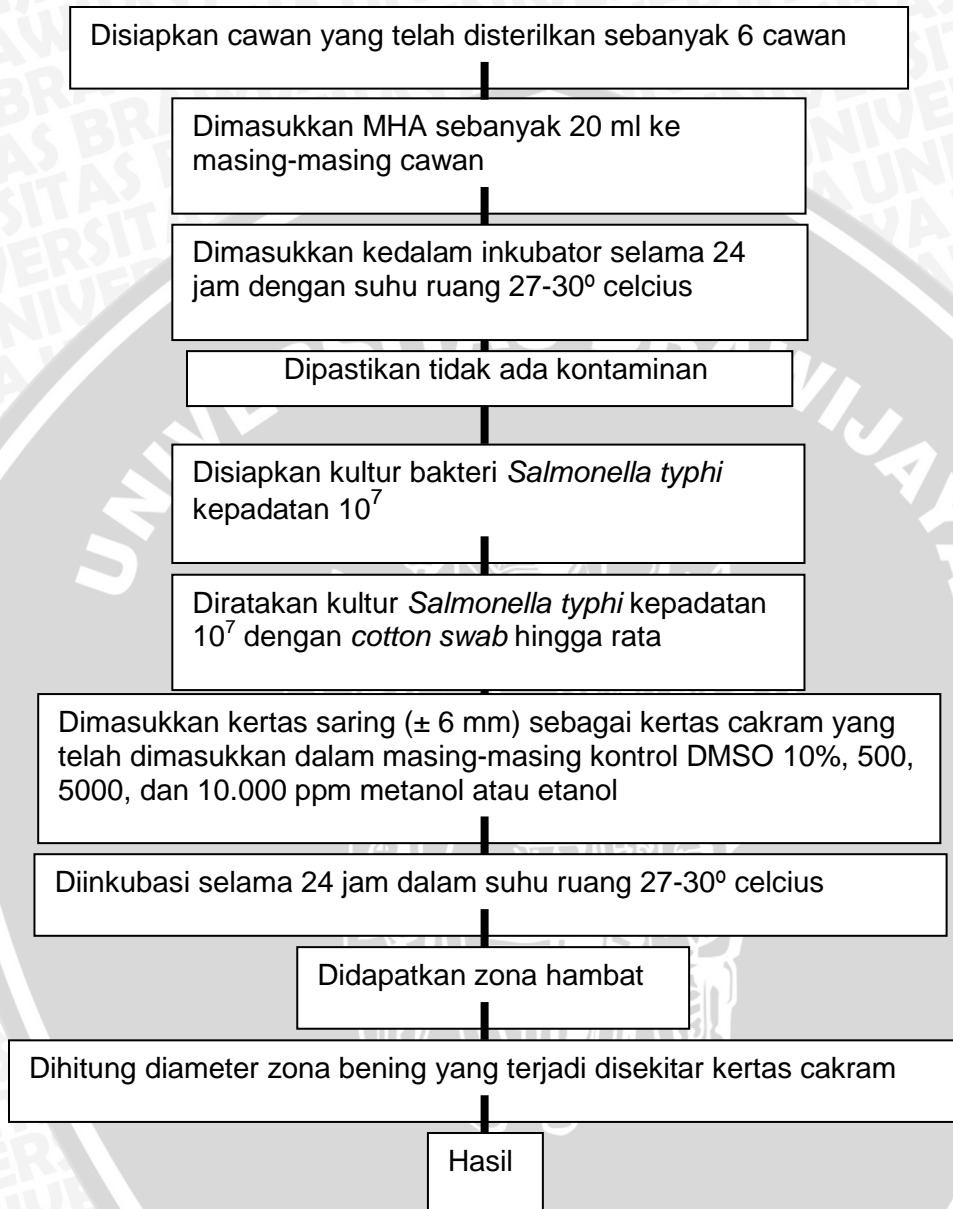 Disiapkan cawan yang telah disterilkan sebanyak 6 cawan
Dimasukkan MHA sebanyak 20 ml ke
masing-masing cawan
Dimasukkan kedalam inkubator selama 24
jam dengan suhu ruang 27-30⁰ celcius
Dipastikan tidak ada kontaminan
Disiapkan kultur bakteri Salmonella typhi
kepadatan 10⁷
Diratakan kultur Salmonella typhi kepadatan
10⁷ dengan cotton swab hingga rata
Dimasukkan kertas saring (± 6 mm) sebagai kertas cakram yang
telah dimasukkan dalam masing-masing kontrol DMSO 10%, 500,
5000, dan 10.000 ppm metanol atau etanol
Diinkubasi selama 24 jam dalam suhu ruang 27-30⁰ celcius
Didapatkan zona hambat
Dihitung diameter zona bening yang terjadi disekitar kertas cakram
Hasil